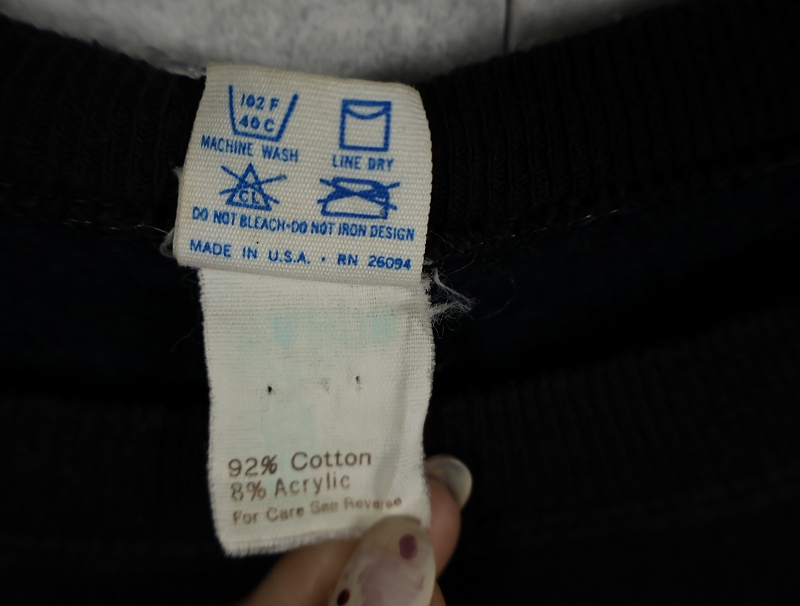 102 F
40 C
MACHINE WASH
LINE DRY
CL
DO NOT BLEACH•DO NOT IRON DESIGN
MADE IN U.S.A. • RN 26094
92% Cotton
8% Acrylic
For Care See Reverse